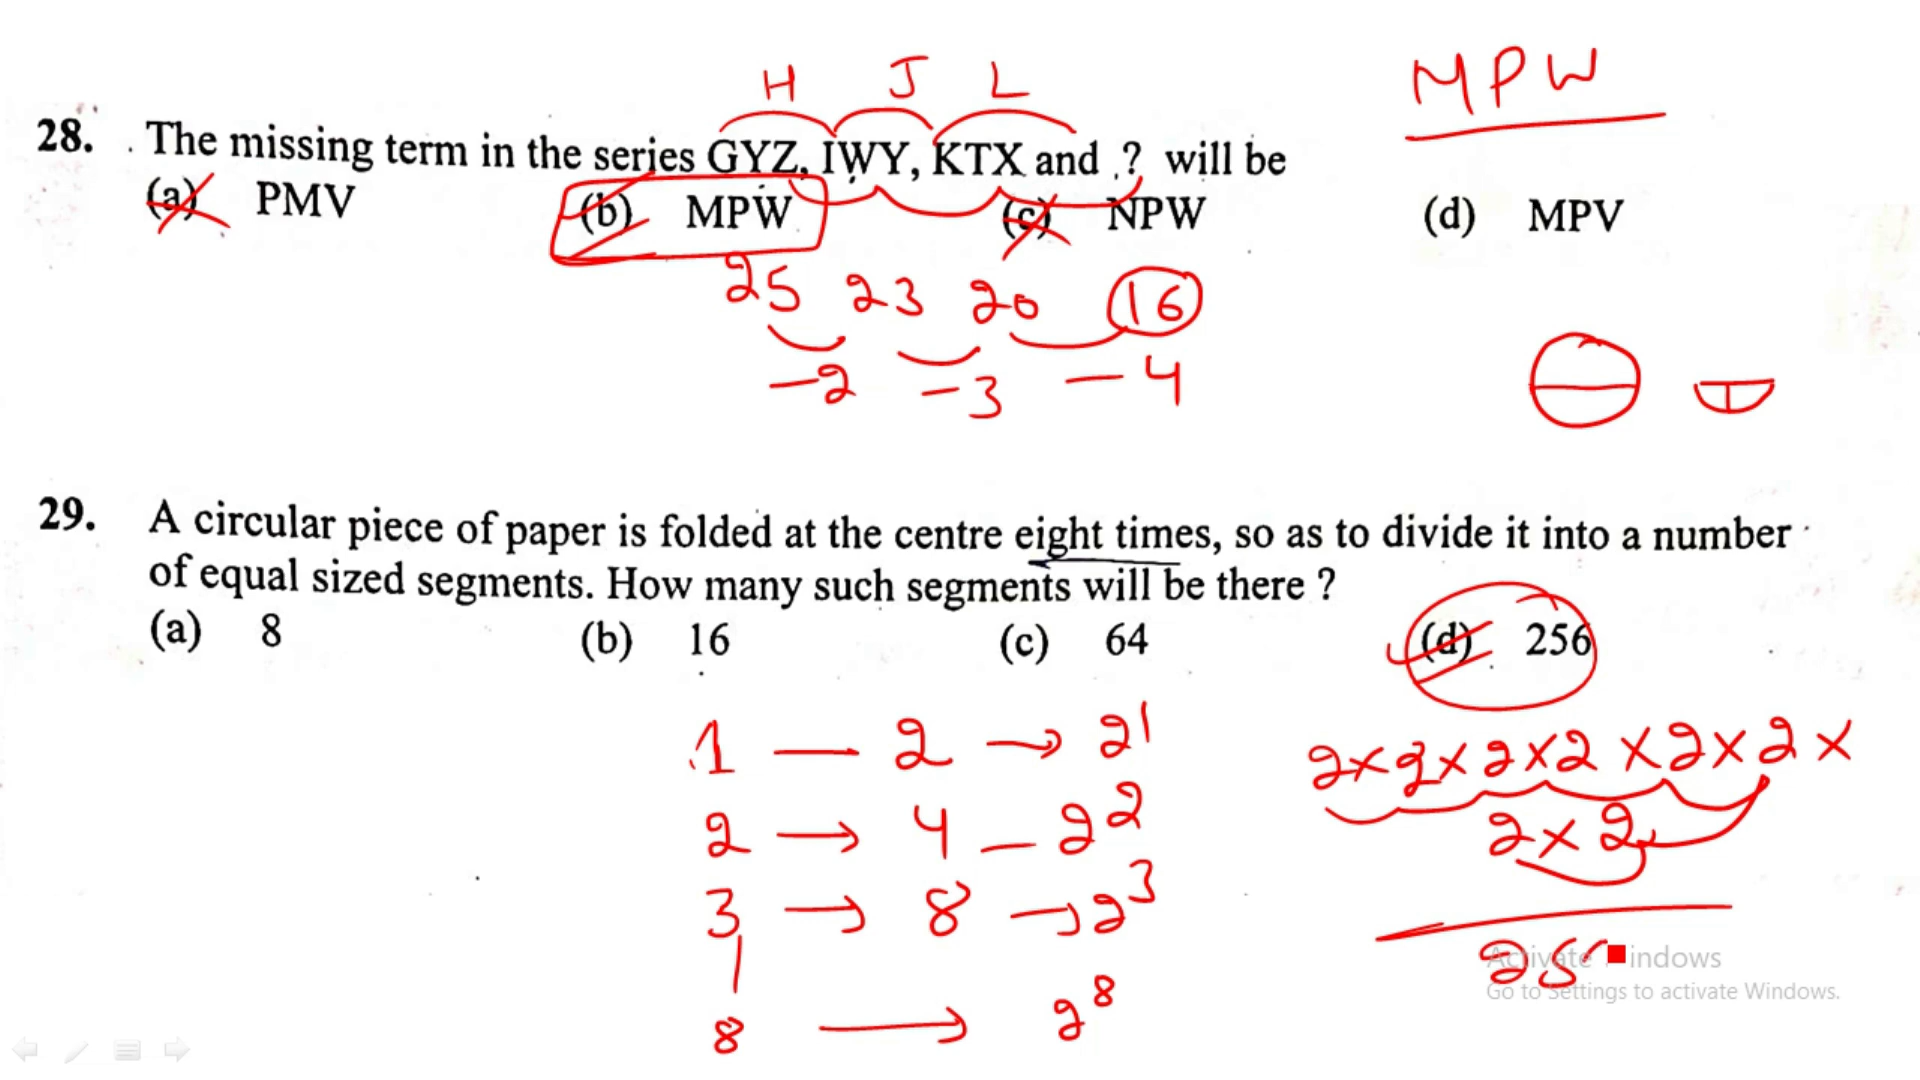 H J L
MPW
28. The missing term in the series GYZ, IWY, KTX and ? will be
(a) PMV (b) MPW (c) NPW (d) MPV
25 23 20 16
-2 -3 -4
29. A circular piece of paper is folded at the centre eight times, so as to divide it into a number
of equal sized segments. How many such segments will be there ?
(a) 8 (b) 16 (c) 64 (d) 256
1 — 2 → 2¹
2×2×2×2×2×2×
2 → 4 — 2²
2×2
3 → 8 → 2³
25
Activate Windows
Go to Settings to activate Windows.
8 → 2⁸